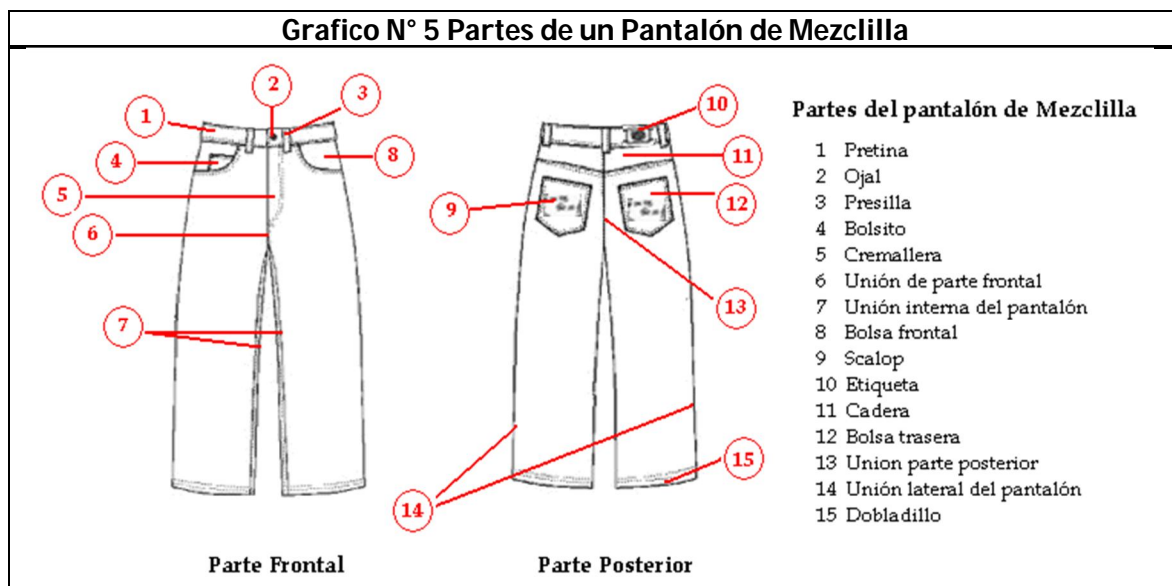 Grafico N° 5 Partes de un Pantalón de Mezclilla
1
2
3
4
5
6
7
8
9
10
11
12
13
14
15
Parte Frontal
Parte Posterior
Partes del pantalón de Mezclilla
1 Pretina
2 Ojal
3 Presilla
4 Bolsito
5 Cremallera
6 Unión de parte frontal
7 Unión interna del pantalón
8 Bolsa frontal
9 Scalop
10 Etiqueta
11 Cadera
12 Bolsa trasera
13 Union parte posterior
14 Unión lateral del pantalón
15 Dobladillo